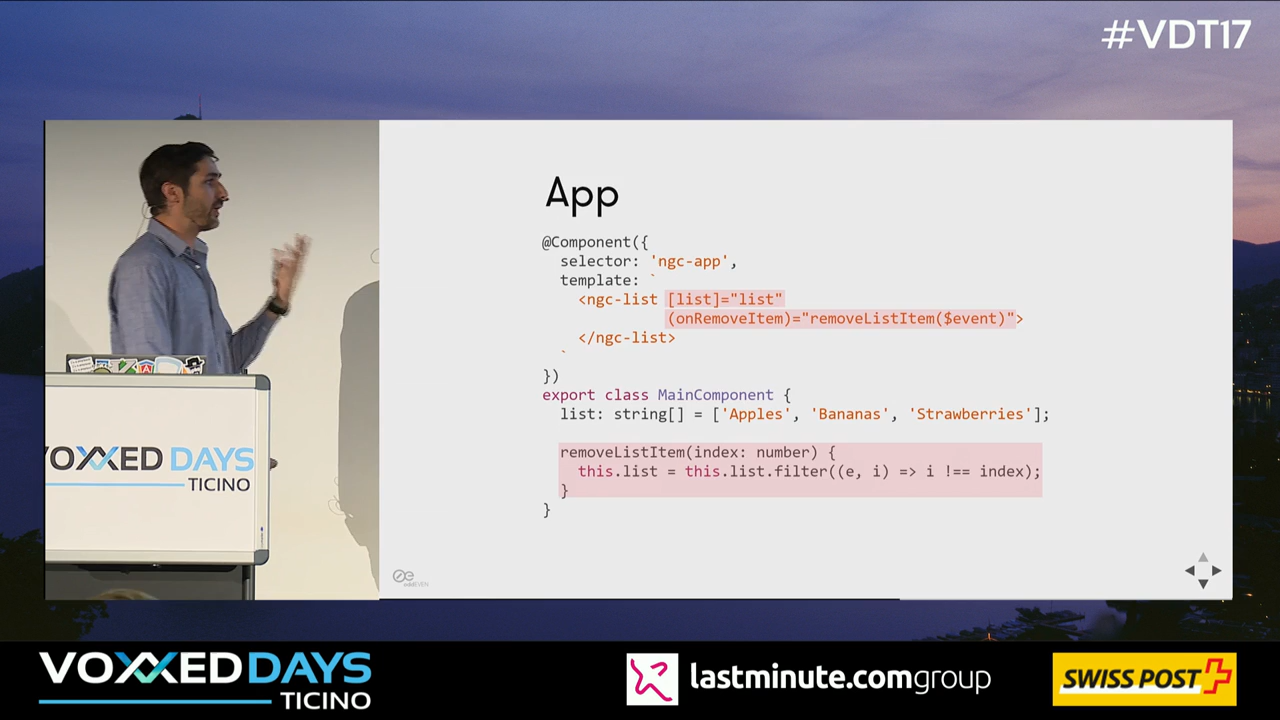 #VDT17
App
@Component({
selector: 'ngc-app',
template: `
<ngc-list [list]="list"
(onRemoveItem)="removeListItem($event)">
</ngc-list>
`
})
export class MainComponent {
list: string[] = ['Apples', 'Bananas', 'Strawberries'];
removeListItem(index: number) {
this.list = this.list.filter((e, i) => i !== index);
}
}
VOXXED DAYS
TICINO
oddEVEN
VOXXED DAYS
TICINO
lastminute.comgroup
SWISS POST